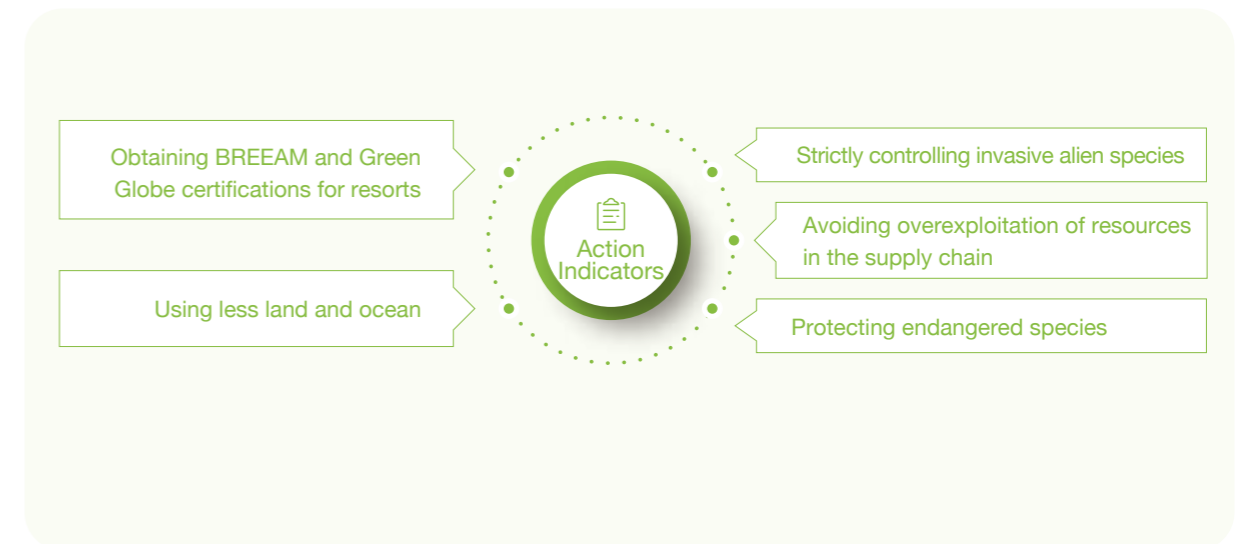 Obtaining BREEAM and Green
Globe certifications for resorts
Using less land and ocean
Action
Indicators
Strictly controlling invasive alien species
Avoiding overexploitation of resources
in the supply chain
Protecting endangered species